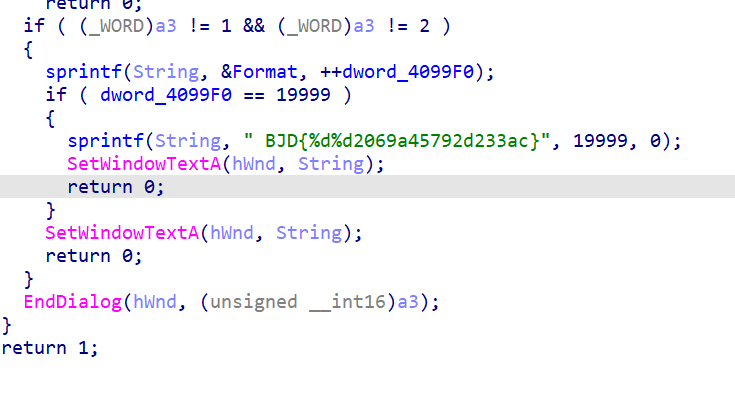 return 0;
if ( (_WORD)a3 != 1 && (_WORD)a3 != 2 )
{
sprintf(String, &Format, ++dword_4099F0);
if ( dword_4099F0 == 19999 )
{
sprintf(String, " BJD{%d%d2069a45792d233ac}", 19999, 0);
SetWindowTextA(hWnd, String);
return 0;
}
SetWindowTextA(hWnd, String);
return 0;
}
EndDialog(hWnd, (unsigned __int16)a3);
}
return 1;